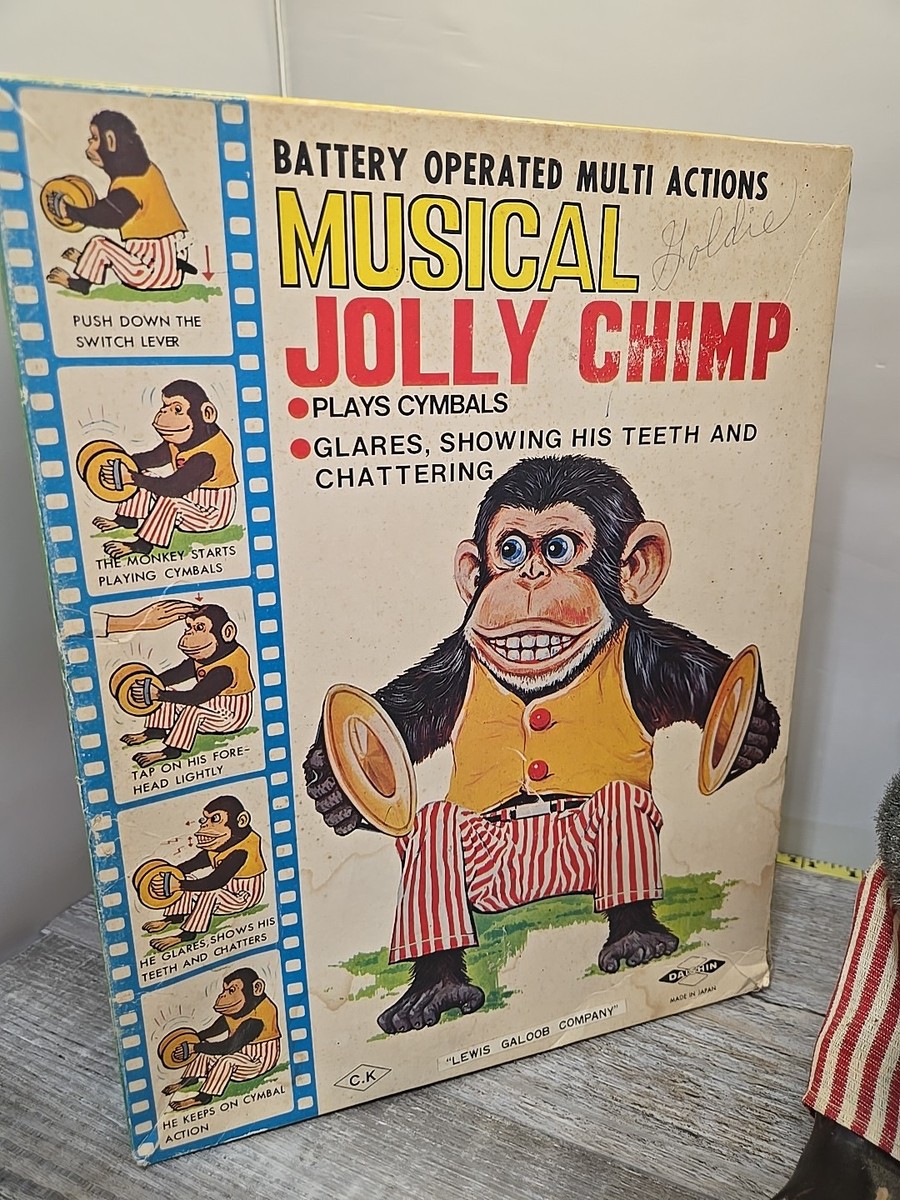 BATTERY OPERATED MULTI ACTIONS
MUSICAL
Goldie
JOLLY CHIMP
PLAYS CYMBALS
GLARES, SHOWING HIS TEETH AND
CHATTERING
PUSH DOWN THE
SWITCH LEVER
THE MONKEY STARTS
PLAYING CYMBALS
TAP ON HIS FORE-
HEAD LIGHTLY
HE GLARES, SHOWS HIS
TEETH AND CHATTERS
HE KEEPS ON CYMBAL
ACTION
C.K
"LEWIS GALOOB COMPANY"
DAISHIN
MADE IN JAPAN